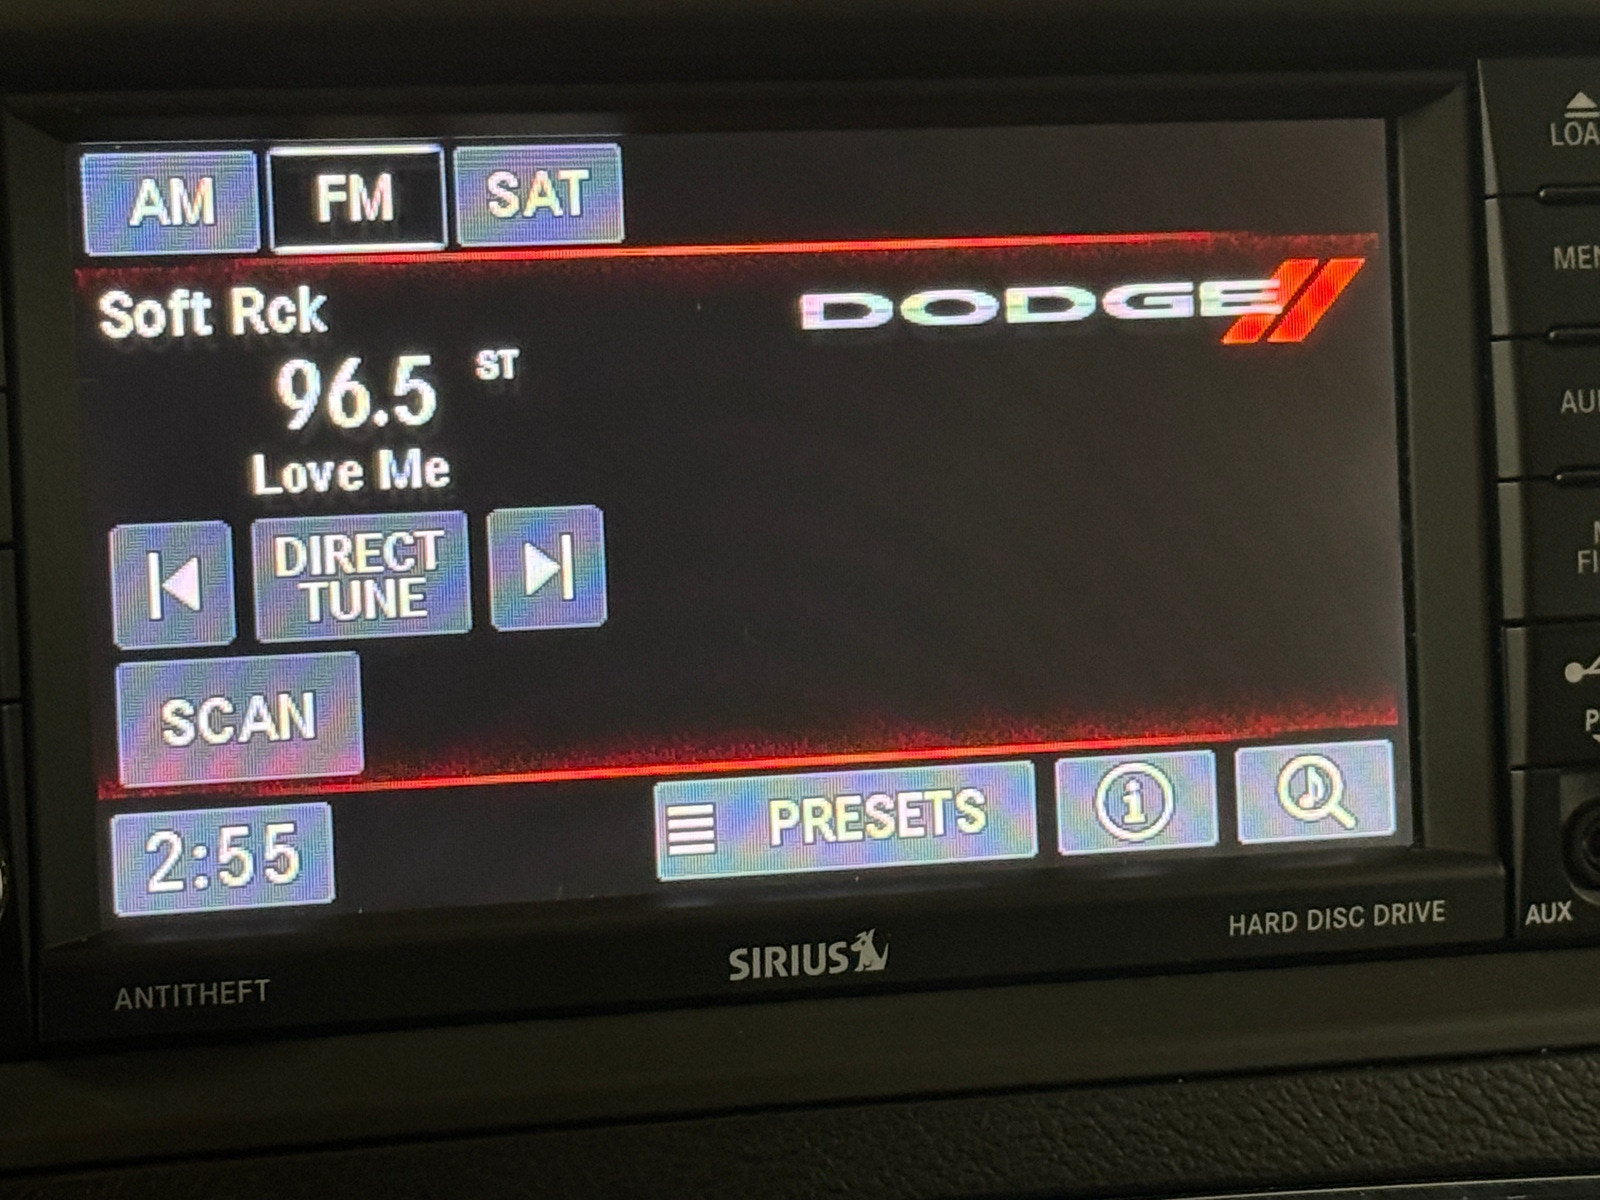 AM FM SAT
Soft Rck
DODGE
96.5 ST
Love Me
DIRECT
TUNE
SCAN
2:55
PRESETS
ANTITHEFT
SIRIUS
HARD DISC DRIVE
AUX